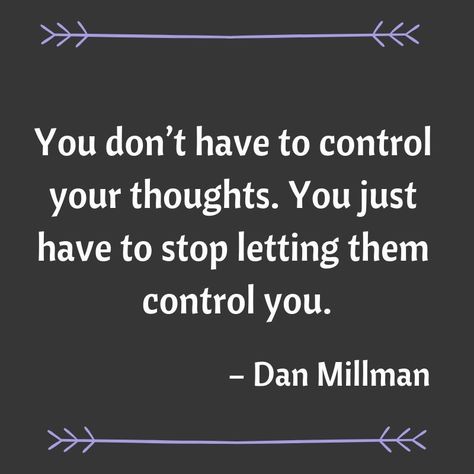 You don’t have to control
your thoughts. You just
have to stop letting them
control you.
– Dan Millman